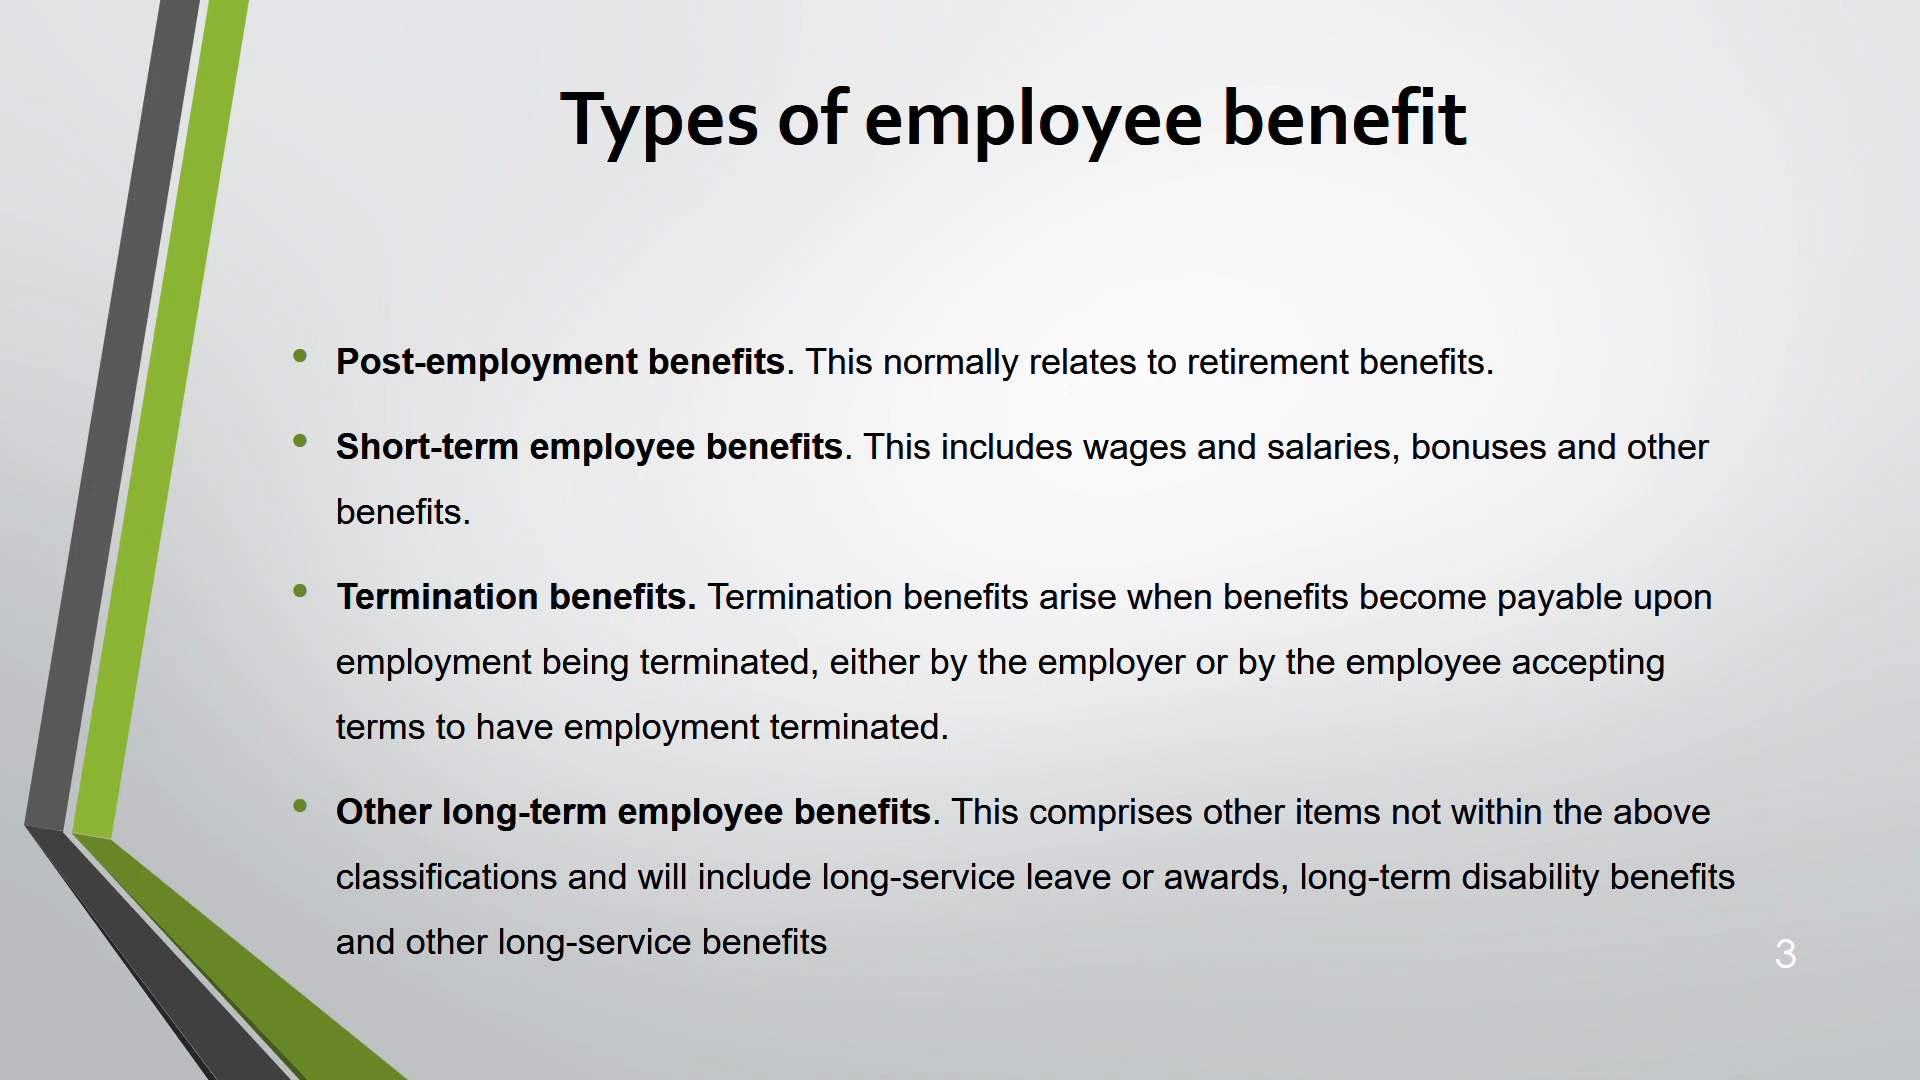 Types of employee benefit
• Post-employment benefits. This normally relates to retirement benefits.
• Short-term employee benefits. This includes wages and salaries, bonuses and other
benefits.
• Termination benefits. Termination benefits arise when benefits become payable upon
employment being terminated, either by the employer or by the employee accepting
terms to have employment terminated.
• Other long-term employee benefits. This comprises other items not within the above
classifications and will include long-service leave or awards, long-term disability benefits
and other long-service benefits
3